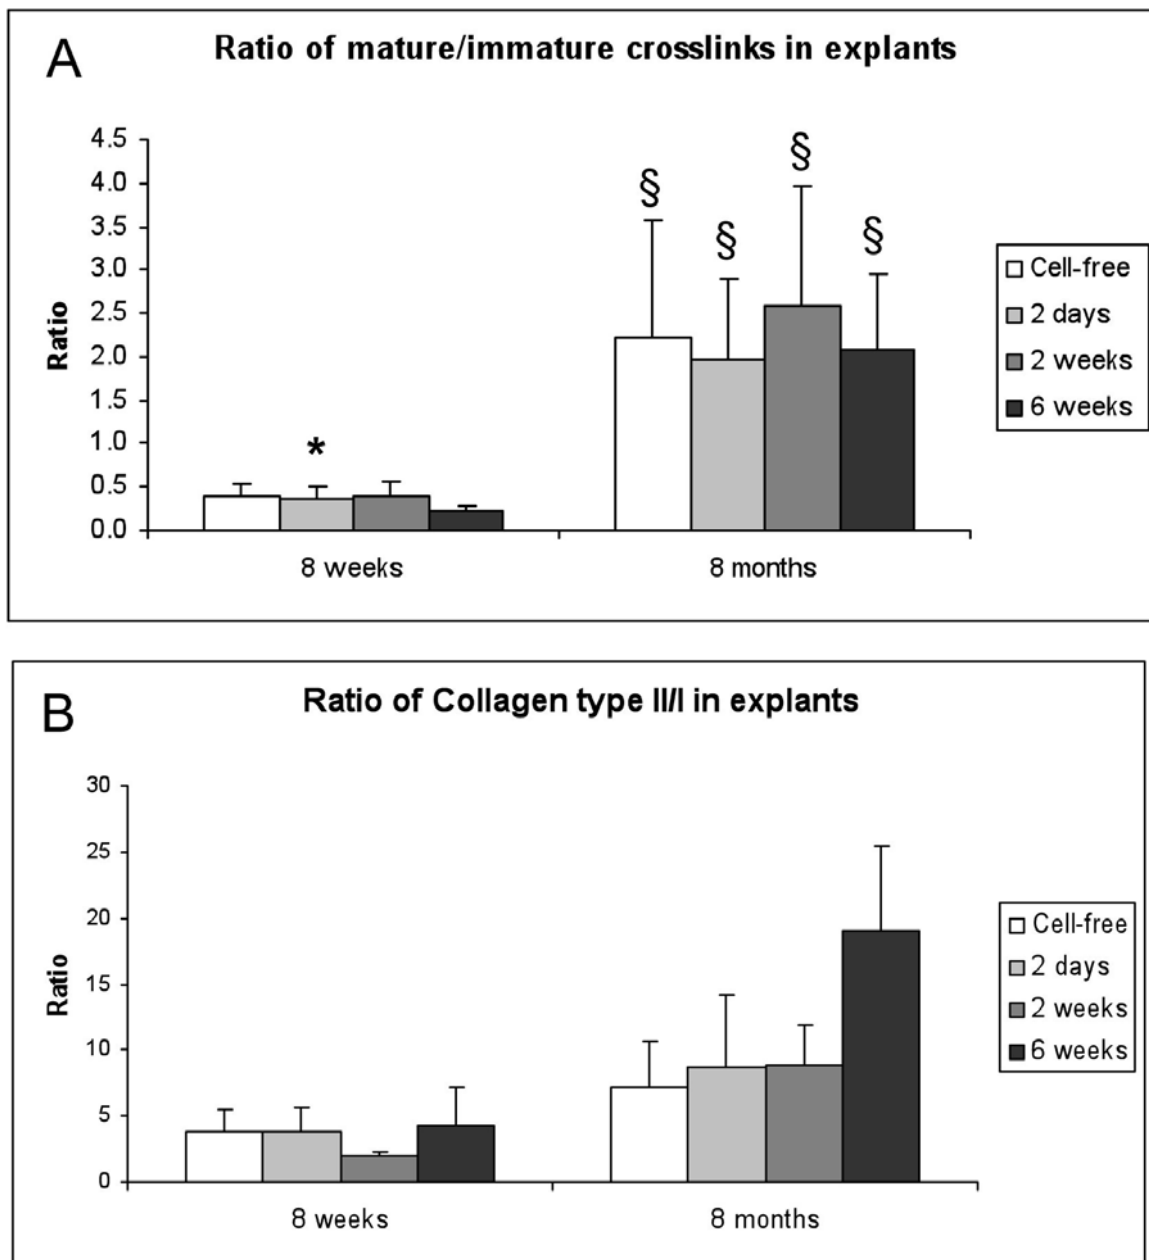 A
Ratio of mature/immature crosslinks in explants
4.5
4.0
3.5
3.0
2.5
2.0
1.5
1.0
0.5
0.0
Ratio
*
§
§
§
§
8 weeks
8 months
Cell-free
2 days
2 weeks
6 weeks
B
Ratio of Collagen type II/I in explants
30
25
20
15
10
5
0
Ratio
8 weeks
8 months
Cell-free
2 days
2 weeks
6 weeks